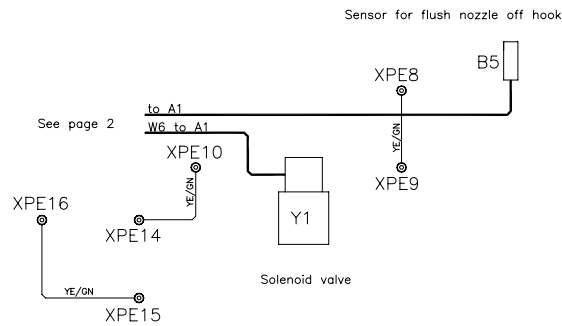 Sensor for flush nozzle off hook
B5
XPE8
to A1
See page 2
W6 to A1
YE/GN
XPE10
XPE9
YE/GN
XPE16
Y1
XPE14
Solenoid valve
YE/GN
XPE15